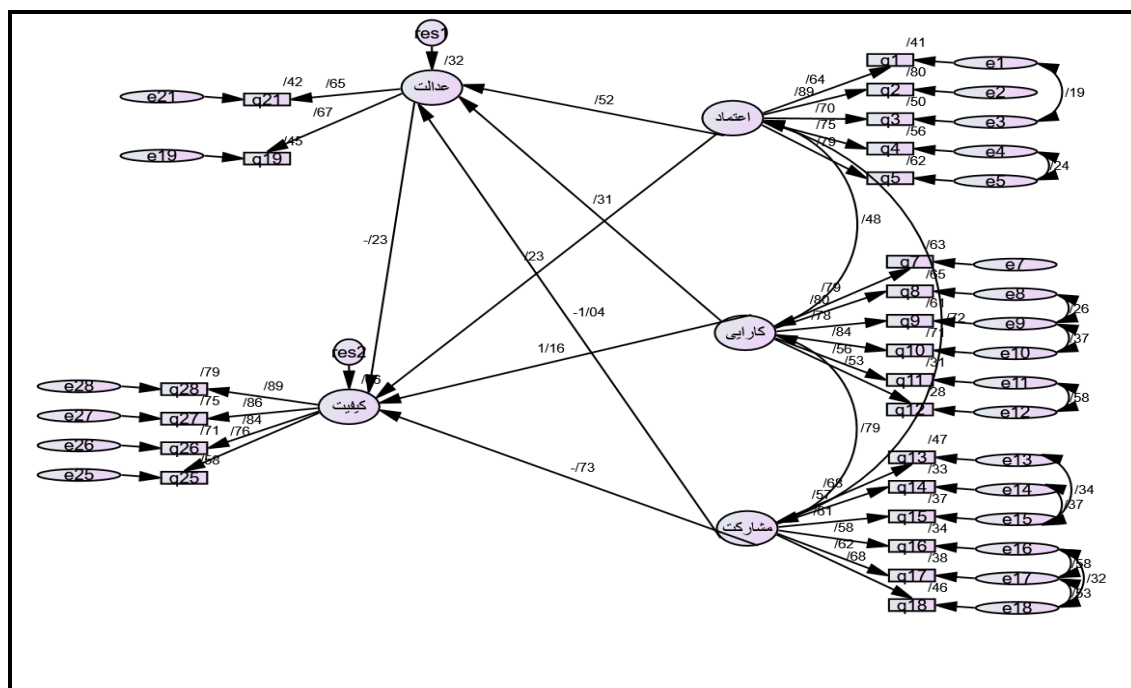 res1
/32
عدالت
/42
/65
e21
q21
/67
/45
e19
q19
/52
اعتماد
/41
/64
q1
e1
/80
/89
q2
e2
/19
/50
/70
q3
e3
/56
/75
q4
e4
/62
/79
q5
e5
/24
/31
/48
-/23
/23
-1/04
1/16
/63
q7
e7
/65
/79
q8
e8
/80
/61
/26
/78
q9
e9
/72
/71
/37
کارایی
/84
q10
e10
/56
/31
q11
e11
/53
/28
/58
q12
e12
/79
res2
کیفیت
/79
/89
e28
q28
/75
/86
e27
q27
/84
/71
e26
q26
/76
/58
e25
q25
-/73
/47
q13
e13
/33
/68
q14
e14
/34
/57
/37
/37
/61
q15
e15
مشارکت
/34
/58
q16
e16
/38
/58
/62
q17
e17
/32
/68
/46
/53
q18
e18